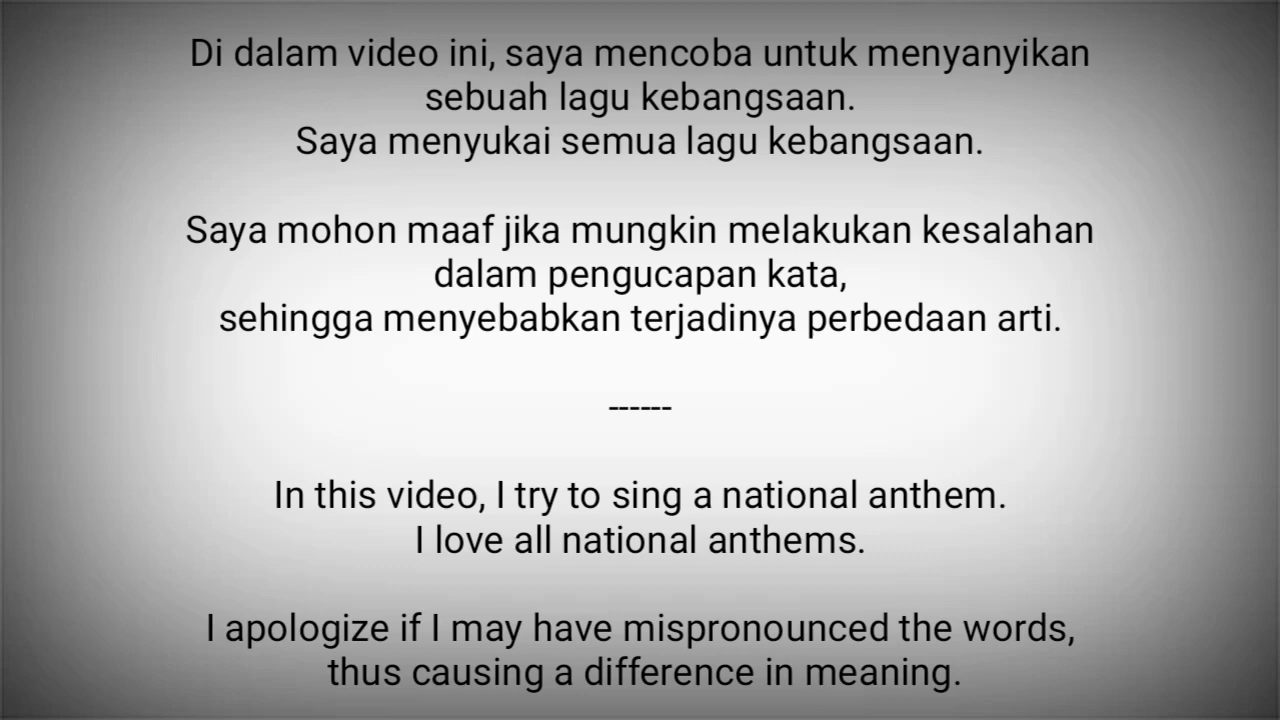 Di dalam video ini, saya mencoba untuk menyanyikan
sebuah lagu kebangsaan.
Saya menyukai semua lagu kebangsaan.
Saya mohon maaf jika mungkin melakukan kesalahan
dalam pengucapan kata,
sehingga menyebabkan terjadinya perbedaan arti.
------
In this video, I try to sing a national anthem.
I love all national anthems.
I apologize if I may have mispronounced the words,
thus causing a difference in meaning.